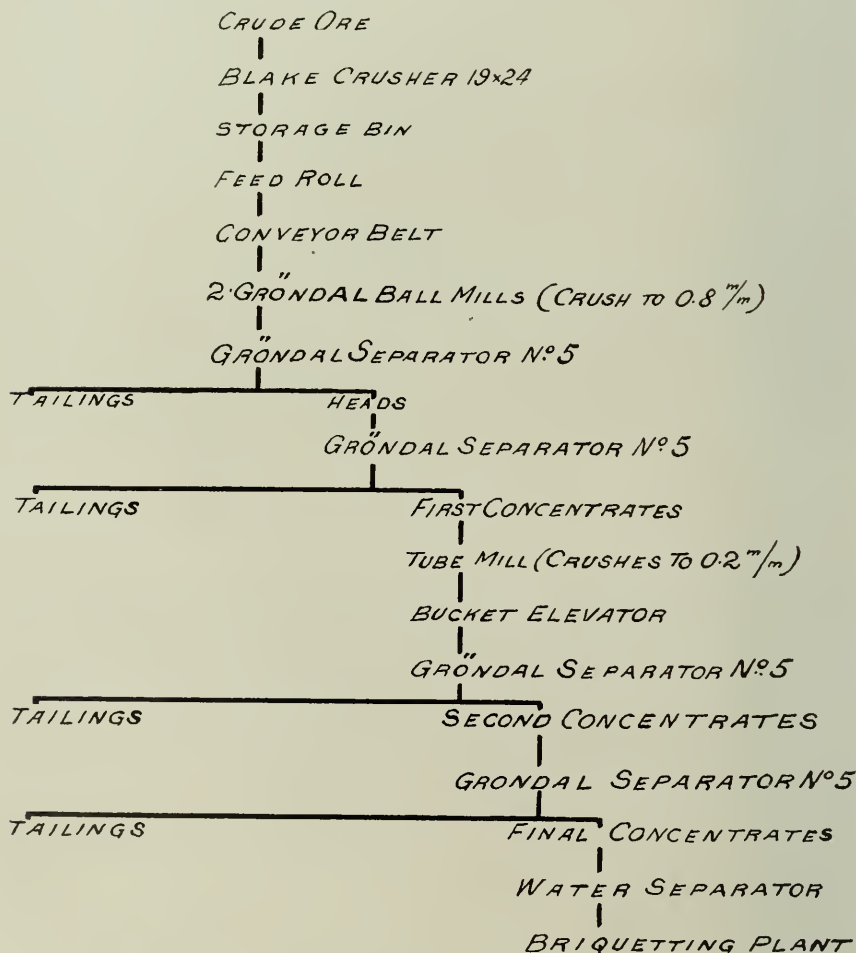 CRUDE ORE
BLAKE CRUSHER 19×24
STORAGE BIN
FEED ROLL
CONVEYOR BELT
2·GRÖNDAL BALL MILLS (CRUSH TO 0.8 m/m)
GRÖNDAL SEPARATOR Nº 5
TAILINGS HEADS
GRÖNDAL SEPARATOR Nº 5
TAILINGS FIRST CONCENTRATES
TUBE MILL (CRUSHES TO 0.2 m/m)
BUCKET ELEVATOR
GRÖNDAL SEPARATOR Nº 5
TAILINGS SECOND CONCENTRATES
GRONDAL SEPARATOR Nº 5
TAILINGS FINAL CONCENTRATES
WATER SEPARATOR
BRIQUETTING PLANT